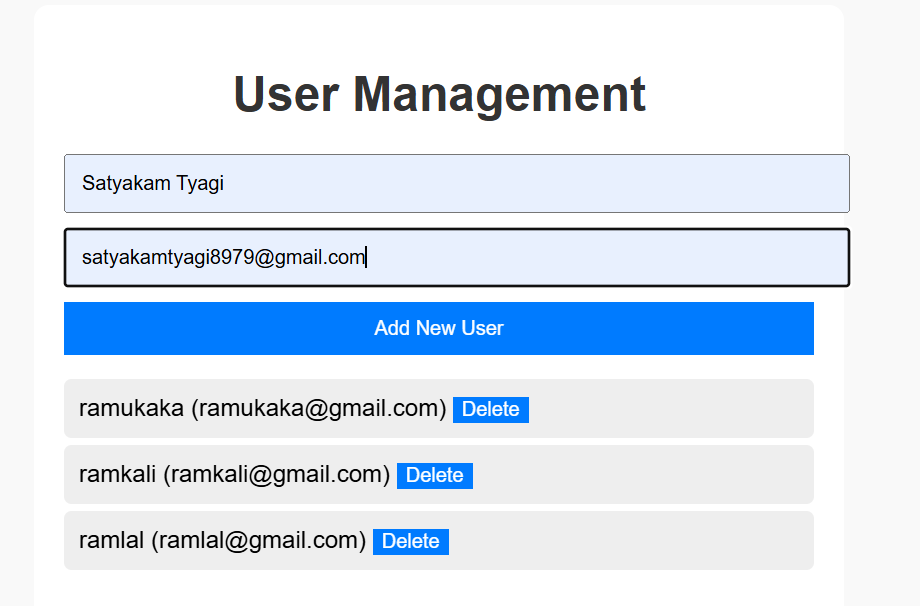 User Management
Satyakam Tyagi
satyakamtyagi8979@gmail.com
Add New User
ramukaka (ramukaka@gmail.com) Delete
ramkali (ramkali@gmail.com) Delete
ramlal (ramlal@gmail.com) Delete